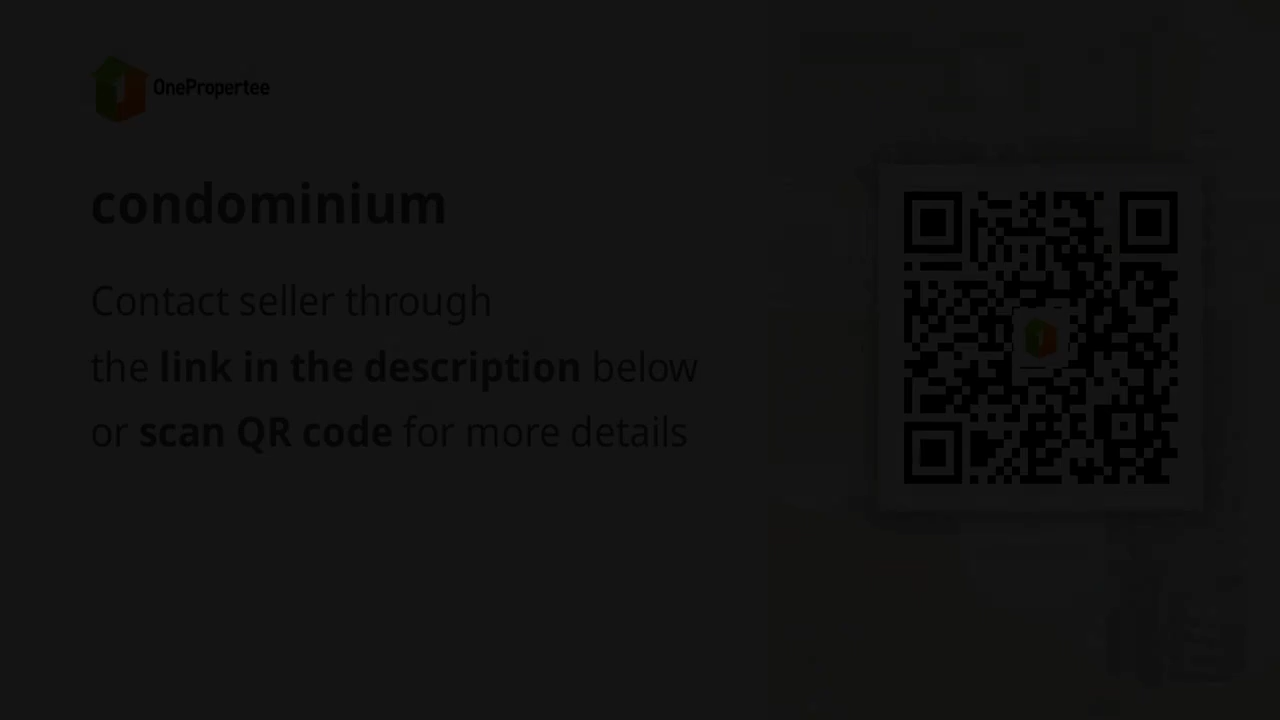 OnePropertee
condominium
Contact seller through
the link in the description below
or scan QR code for more details